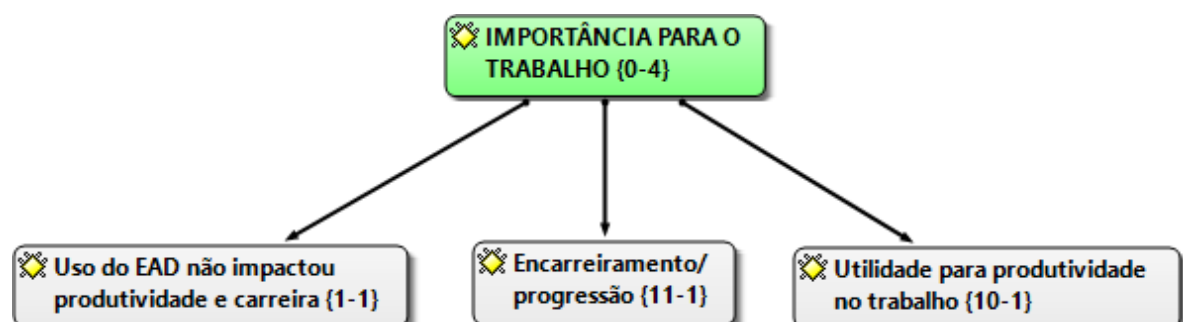 IMPORTÂNCIA PARA O
TRABALHO {0-4}
Uso do EAD não impactou
produtividade e carreira {1-1}
Encarreiramento/
progressão {11-1}
Utilidade para produtividade
no trabalho {10-1}